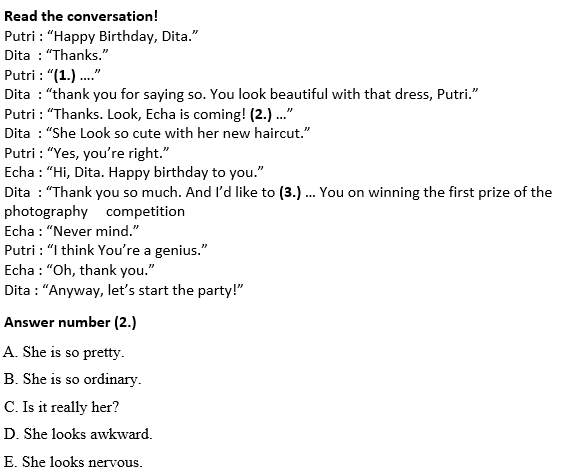 Read the conversation!
Putri : “Happy Birthday, Dita.”
Dita : “Thanks.”
Putri : “(1.) ....”
Dita : “thank you for saying so. You look beautiful with that dress, Putri.”
Putri : “Thanks. Look, Echa is coming! (2.) ...”
Dita : “She Look so cute with her new haircut.”
Putri : “Yes, you’re right.”
Echa : “Hi, Dita. Happy birthday to you.”
Dita : “Thank you so much. And I’d like to (3.) ... You on winning the first prize of the
photography competition
Echa : “Never mind.”
Putri : “I think You’re a genius.”
Echa : “Oh, thank you.”
Dita : “Anyway, let’s start the party!”
Answer number (2.)
A. She is so pretty.
B. She is so ordinary.
C. Is it really her?
D. She looks awkward.
E. She looks nervous.